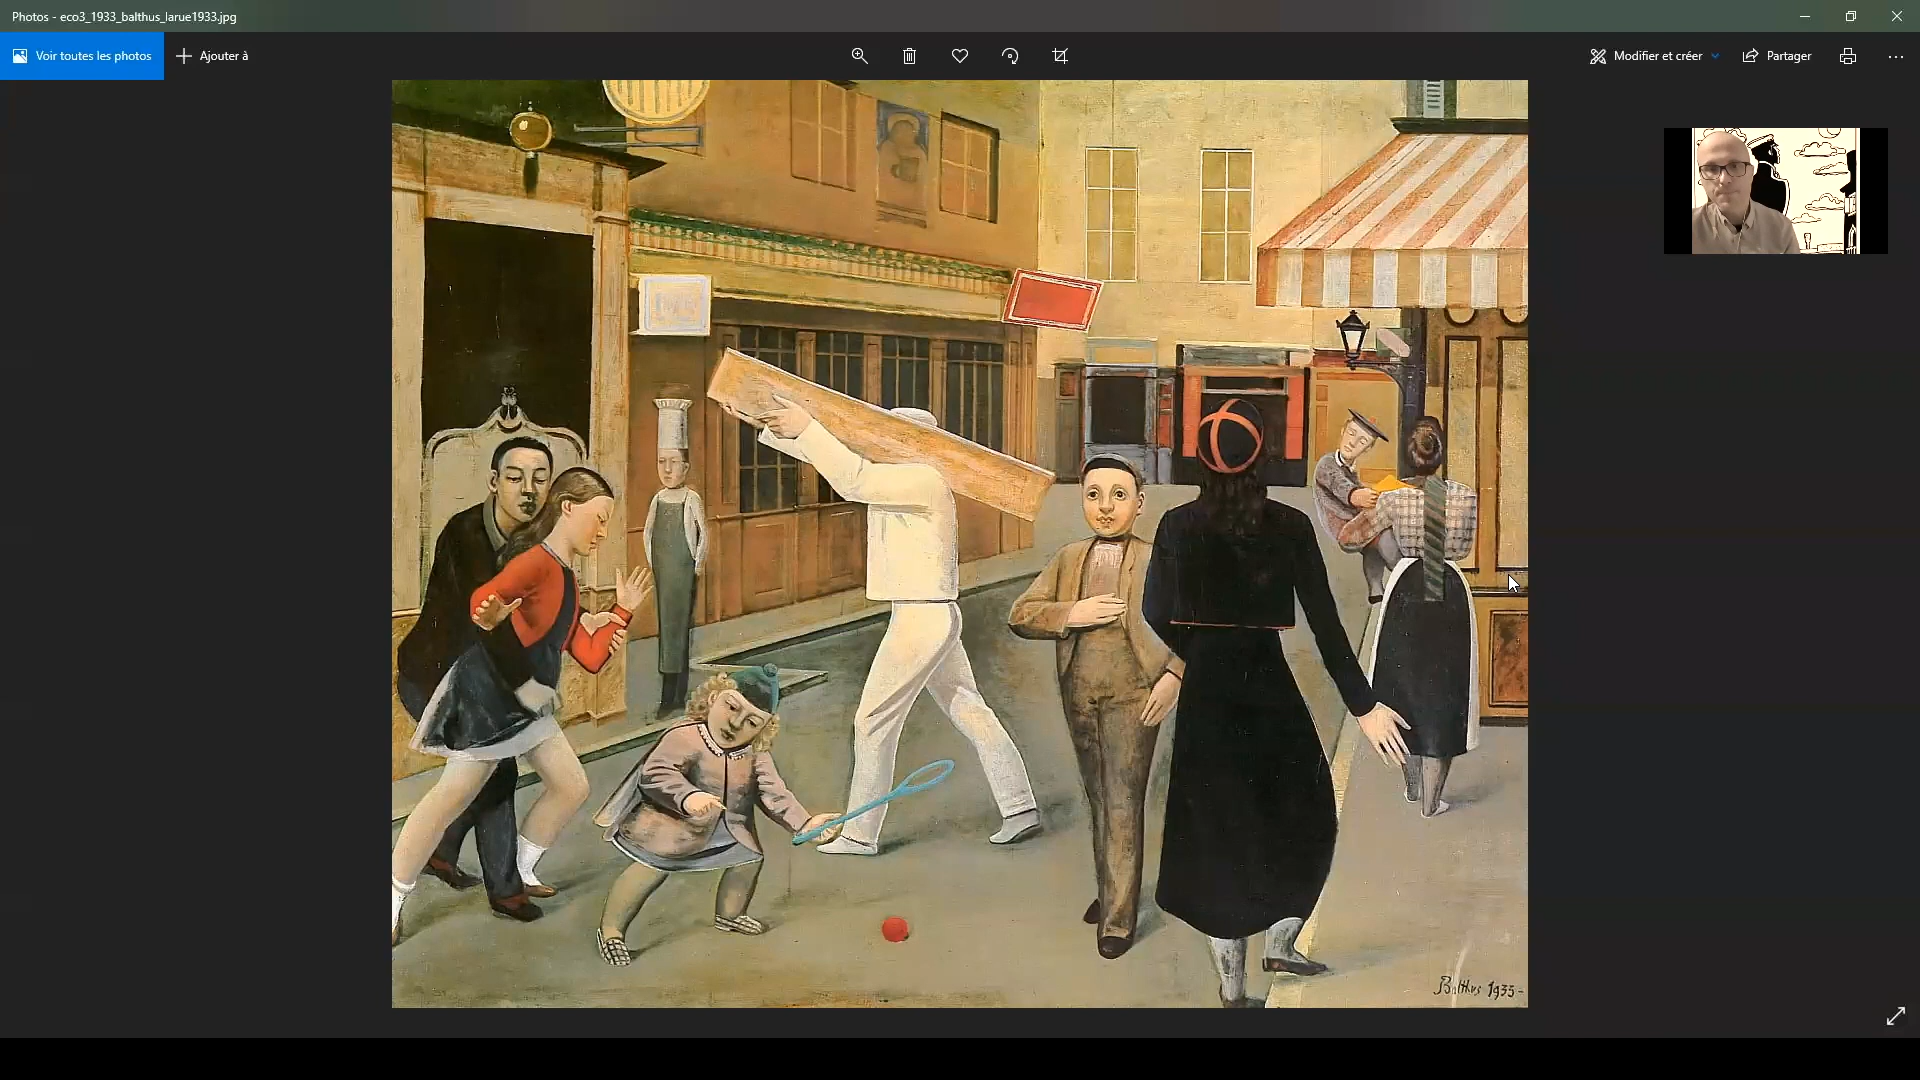 Photos - eco3_1933_balthus_larue1933.jpg
Voir toutes les photos
Ajouter à
Modifier et créer
Partager
Balthus 1933-